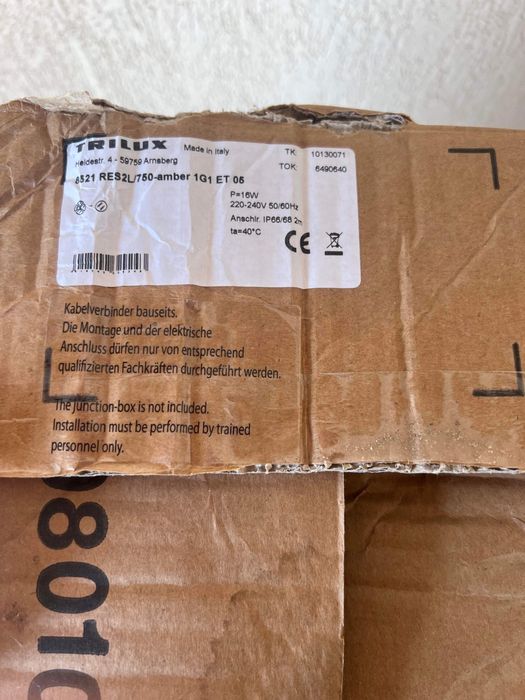 TRILUX Made in Italy TK: 10130071
Heidestr. 4 - 59759 Arnsberg TOK: 6490640
8521 RES2L/750-amber 1G1 ET 05
P=16W
220-240V 50/60Hz
Anschlr. IP66/68 2m
ta=40°C
CE
Kabelverbinder bauseits.
Die Montage und der elektrische
Anschluss dürfen nur von entsprechend
qualifizierten Fachkräften durchgeführt werden.
The junction-box is not included.
Installation must be performed by trained
personnel only.